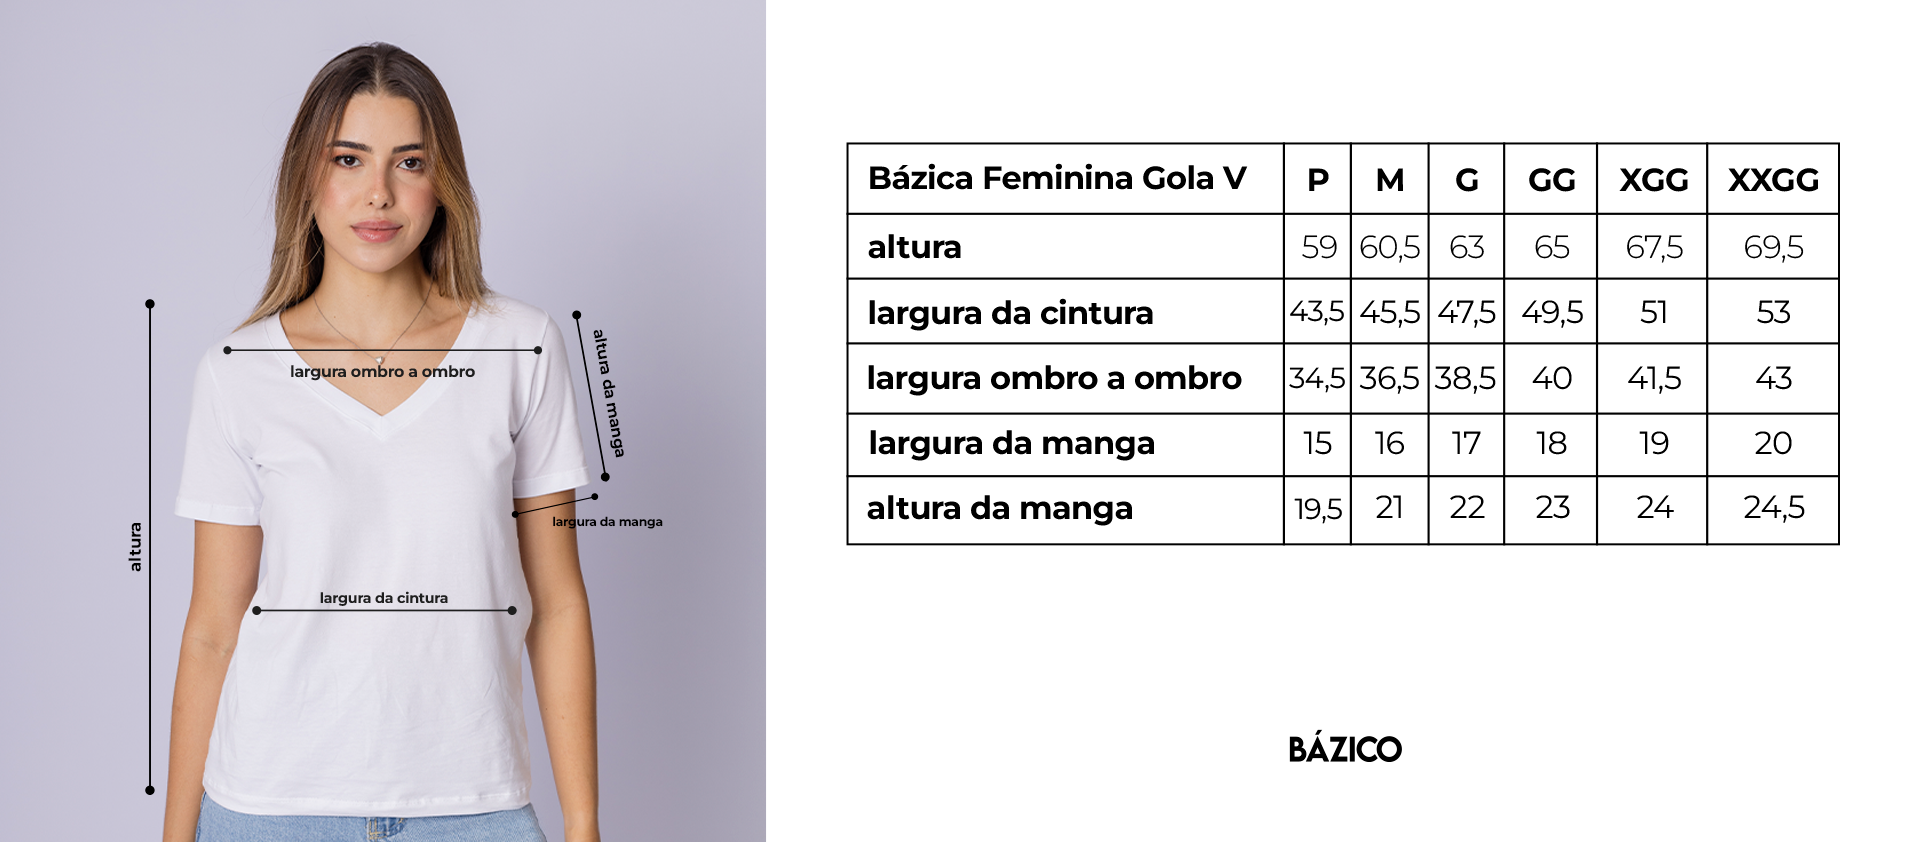 altura
largura ombro a ombro
altura da manga
largura da manga
largura da cintura
Bázica Feminina Gola V P M G GG XGG XXGG
altura 59 60,5 63 65 67,5 69,5
largura da cintura 43,5 45,5 47,5 49,5 51 53
largura ombro a ombro 34,5 36,5 38,5 40 41,5 43
largura da manga 15 16 17 18 19 20
altura da manga 19,5 21 22 23 24 24,5
BÁZICO